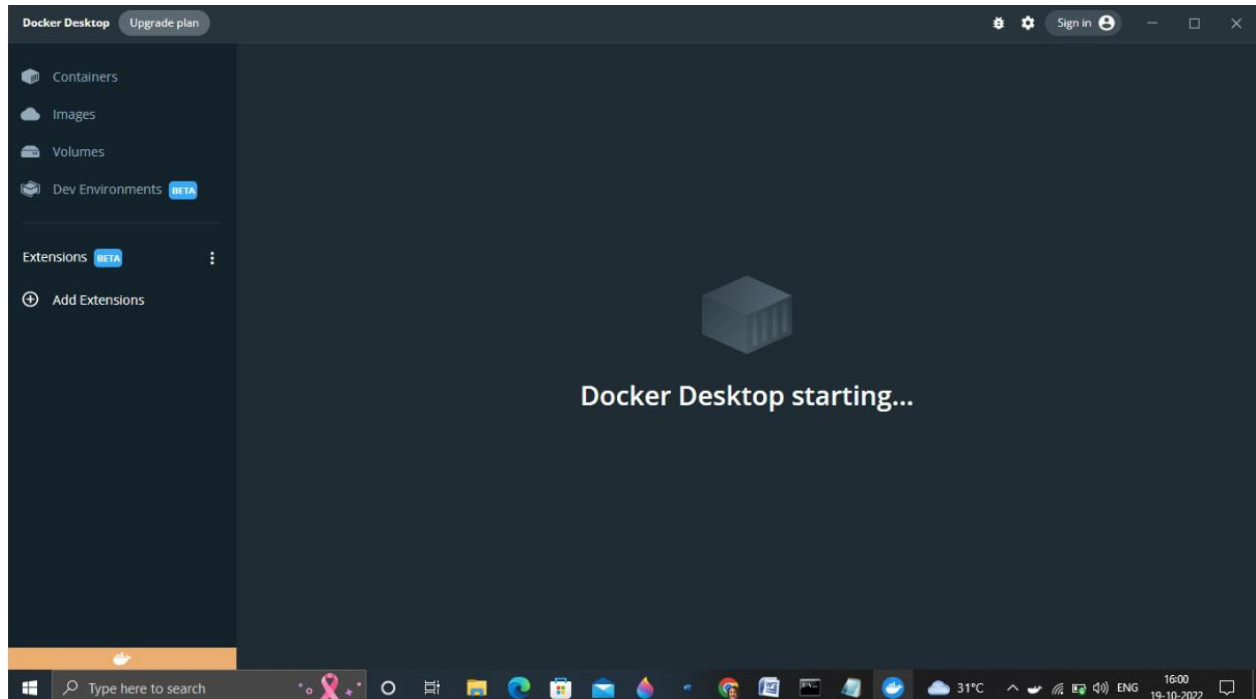 Docker Desktop Upgrade plan Sign in
Containers
Images
Volumes
Dev Environments BETA
Extensions BETA
Add Extensions
Docker Desktop starting...
Type here to search 31°C ENG 16:00
19-10-2022